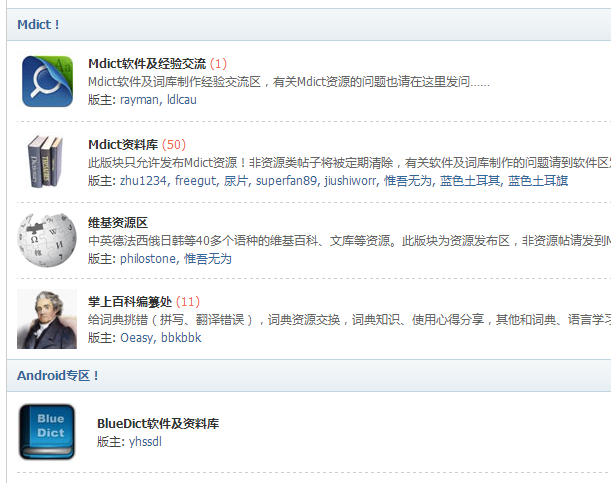 Mdict！
Mdict软件及经验交流 (1)
Mdict软件及词库制作经验交流区，有关Mdict资源的问题也请在这里发问......
版主: rayman, ldlcau
Mdict资料库 (50)
此版块只允许发布Mdict资源！非资源类帖子将被定期清除，有关软件及词库制作的问题请到软件区
版主: zhu1234, freegut, 尿片, superfan89, jiushiworr, 惟吾无为, 蓝色土耳其, 蓝色土耳旗
维基资源区
中英德法西俄日韩等40多个语种的维基百科、文库等资源。此版块为资源发布区，非资源帖请发到M
版主: philostone, 惟吾无为
掌上百科编纂处 (11)
给词典挑错（拼写、翻译错误），词典资源交换，词典知识、使用心得分享，其他和词典、语言学习
版主: Oeasy, bbkbbk
Android专区！
Blue
Dict
BlueDict软件及资料库
版主: yhssdl